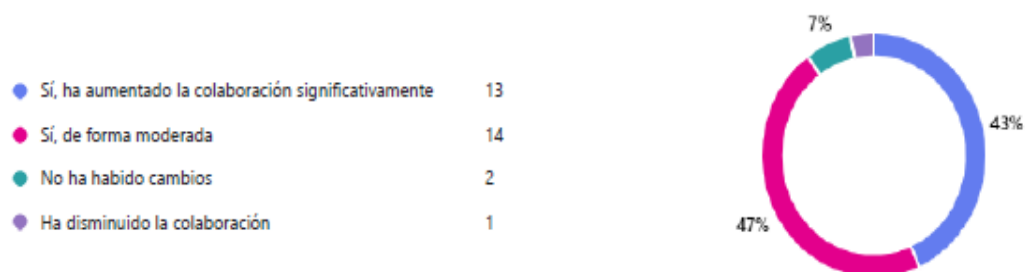 Sí, ha aumentado la colaboración significativamente 13
Sí, de forma moderada 14
No ha habido cambios 2
Ha disminuido la colaboración 1
7%
43%
47%